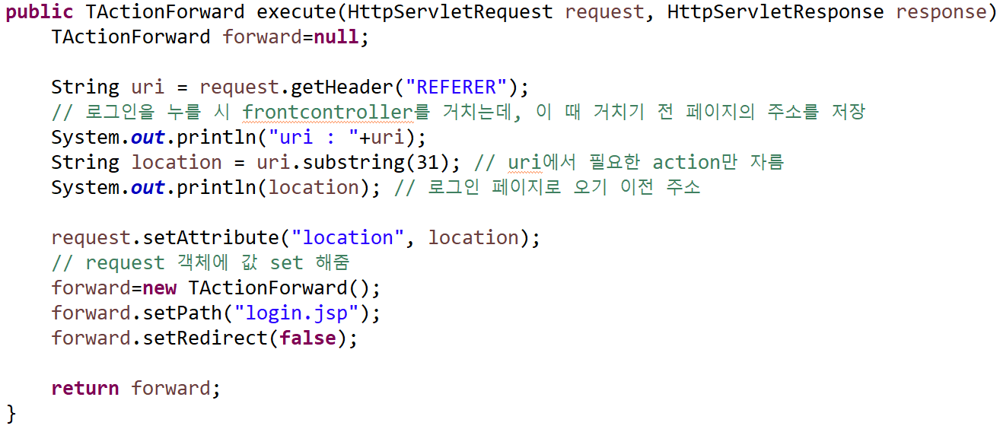 public TActionForward execute(HttpServletRequest request, HttpServletResponse response)
TActionForward forward=null;
String uri = request.getHeader("REFERER");
// 로그인을 누를 시 frontcontroller를 거치는데, 이 때 거치기 전 페이지의 주소를 저장
System.out.println("uri : "+uri);
String location = uri.substring(31); // uri에서 필요한 action만 자름
System.out.println(location); // 로그인 페이지로 오기 이전 주소
request.setAttribute("location", location);
// request 객체에 값 set 해줌
forward=new TActionForward();
forward.setPath("login.jsp");
forward.setRedirect(false);
return forward;
}